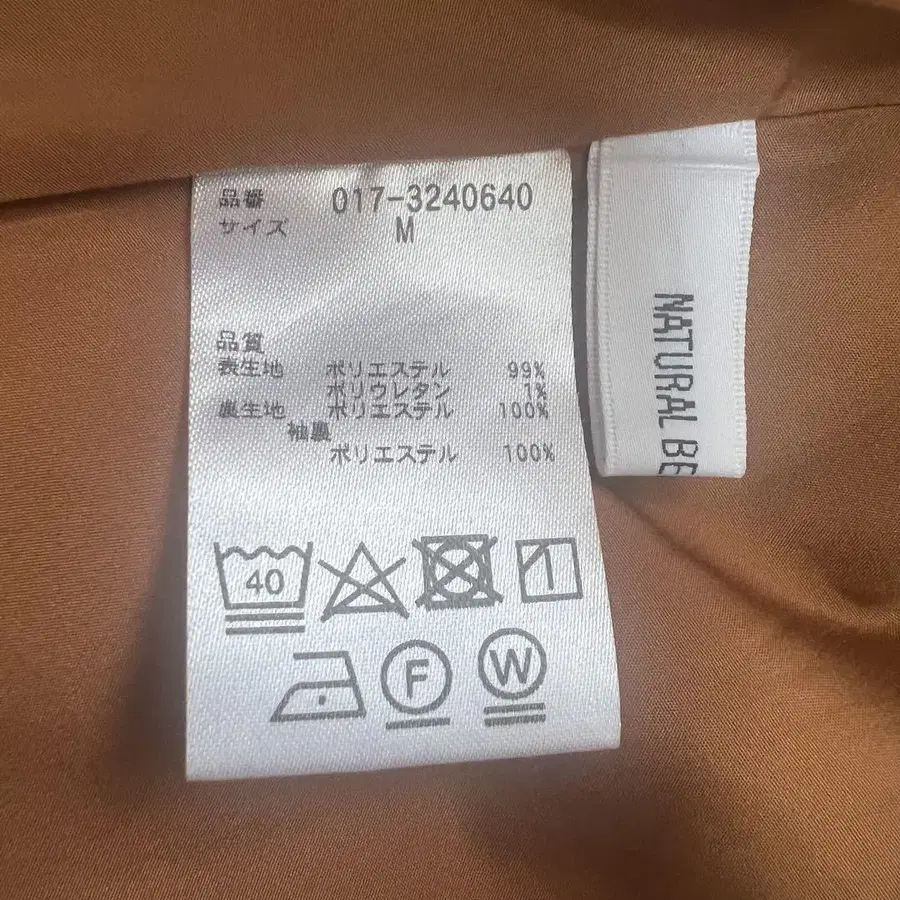 品番 017-3240640
サイズ M
品質
表生地 ポリエステル 99%
ポリウレタン 1%
裏生地 ポリエステル 100%
袖裏
ポリエステル 100%
40
F
W
NATURAL BE